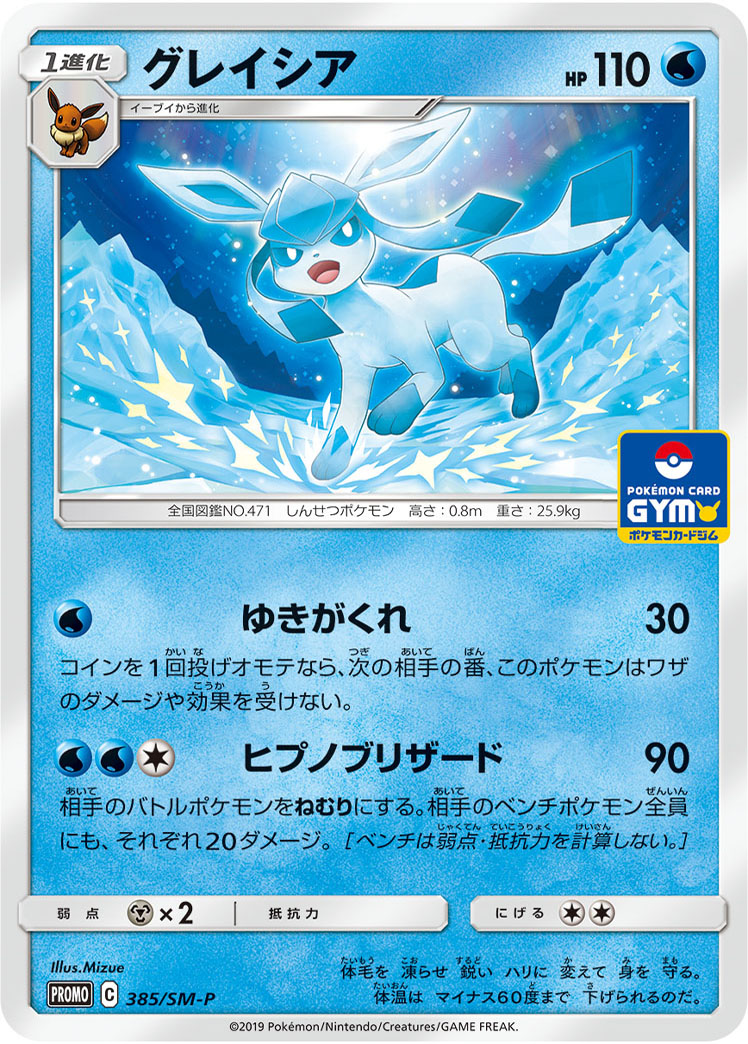 1進化
グレイシア
HP 110
イーブイから進化
全国図鑑NO.471 しんせつポケモン 高さ：0.8m 重さ：25.9kg
POKÉMON CARD
GYM
ポケモンカードジム
ゆきがくれ 30
コインを1回投げオモテなら、次の相手の番、このポケモンはワザ
のダメージや効果を受けない。
ヒプノブリザード 90
相手のバトルポケモンをねむりにする。相手のベンチポケモン全員
にも、それぞれ20ダメージ。［ベンチは弱点・抵抗力を計算しない。］
弱点 ×2 抵抗力 にげる
Illus.Mizue
体毛を 凍らせ 鋭い ハリに 変えて 身を 守る。
体温は マイナス60度まで 下げられるのだ。
PROMO C 385/SM-P
©2019 Pokémon/Nintendo/Creatures/GAME FREAK.